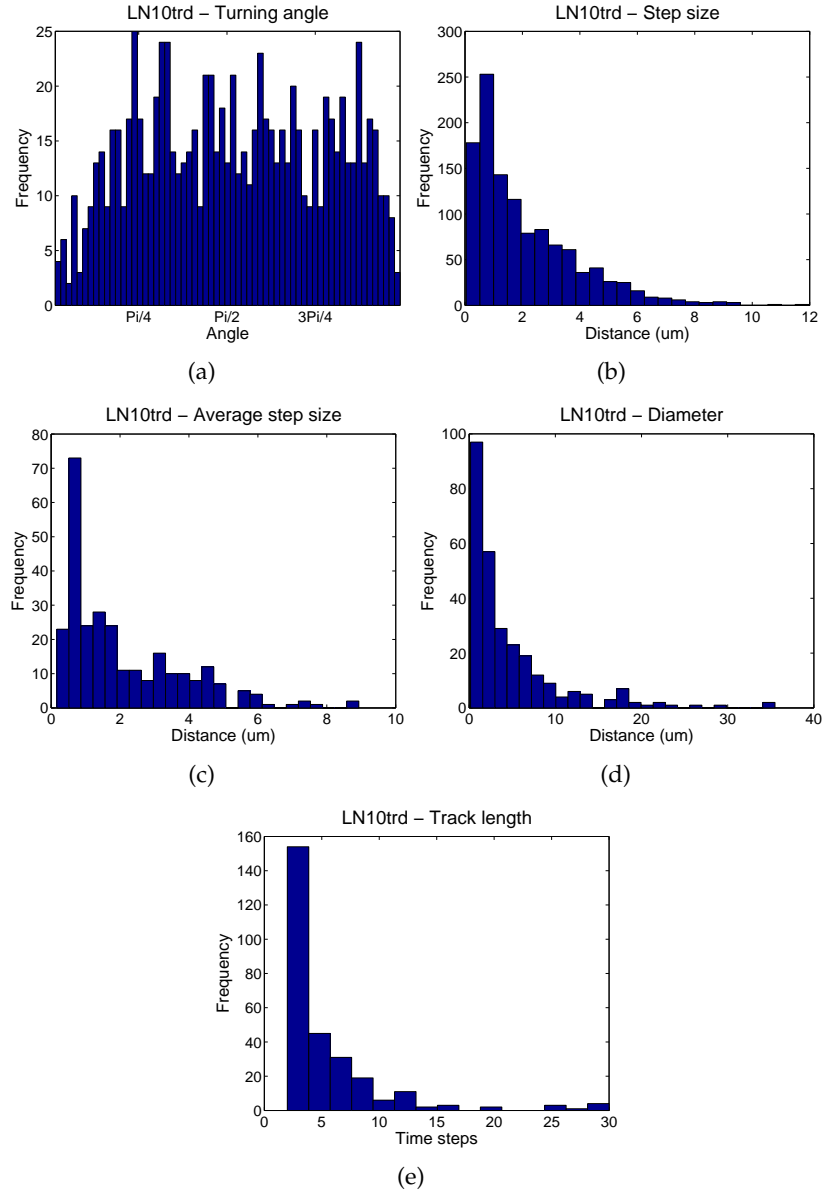 LN10trd − Turning angle
25
20
15
10
5
0
Frequency
Pi/4 Pi/2 3Pi/4
Angle
(a)
LN10trd − Step size
300
250
200
150
100
50
0
Frequency
0 2 4 6 8 10 12
Distance (um)
(b)
LN10trd − Average step size
80
70
60
50
40
30
20
10
0
Frequency
0 2 4 6 8 10
Distance (um)
(c)
LN10trd − Diameter
100
80
60
40
20
0
Frequency
0 10 20 30 40
Distance (um)
(d)
LN10trd − Track length
160
140
120
100
80
60
40
20
0
Frequency
0 5 10 15 20 25 30
Time steps
(e)